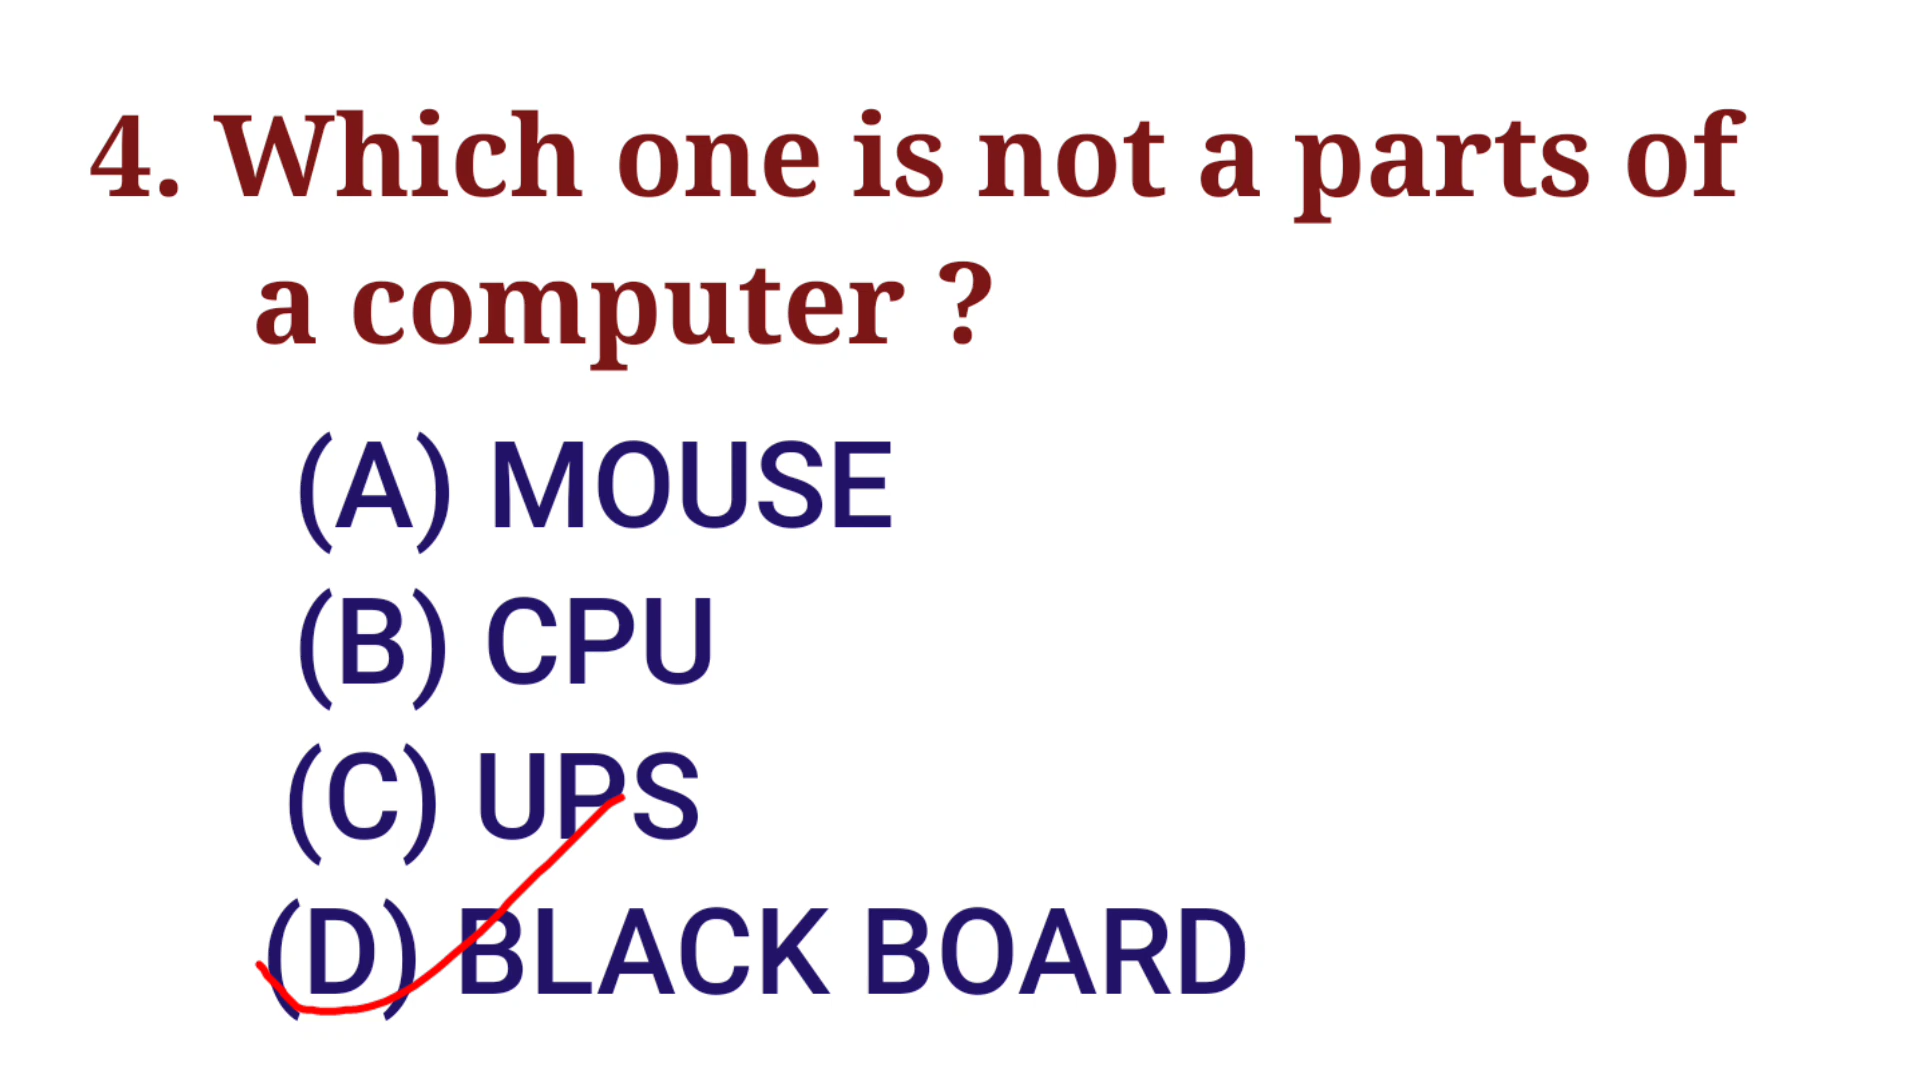 4. Which one is not a parts of
a computer ?
(A) MOUSE
(B) CPU
(C) UPS
(D) BLACK BOARD